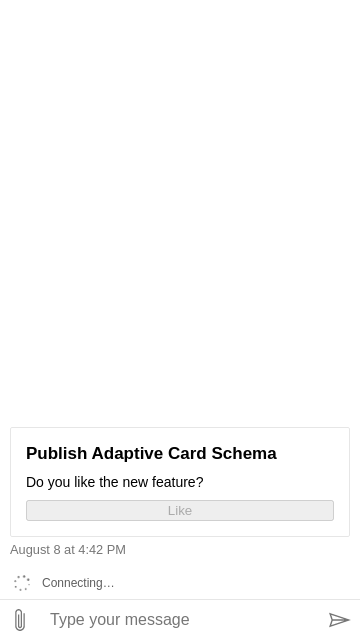 Publish Adaptive Card Schema
Do you like the new feature?
Like
August 8 at 4:42 PM
Connecting…
Type your message